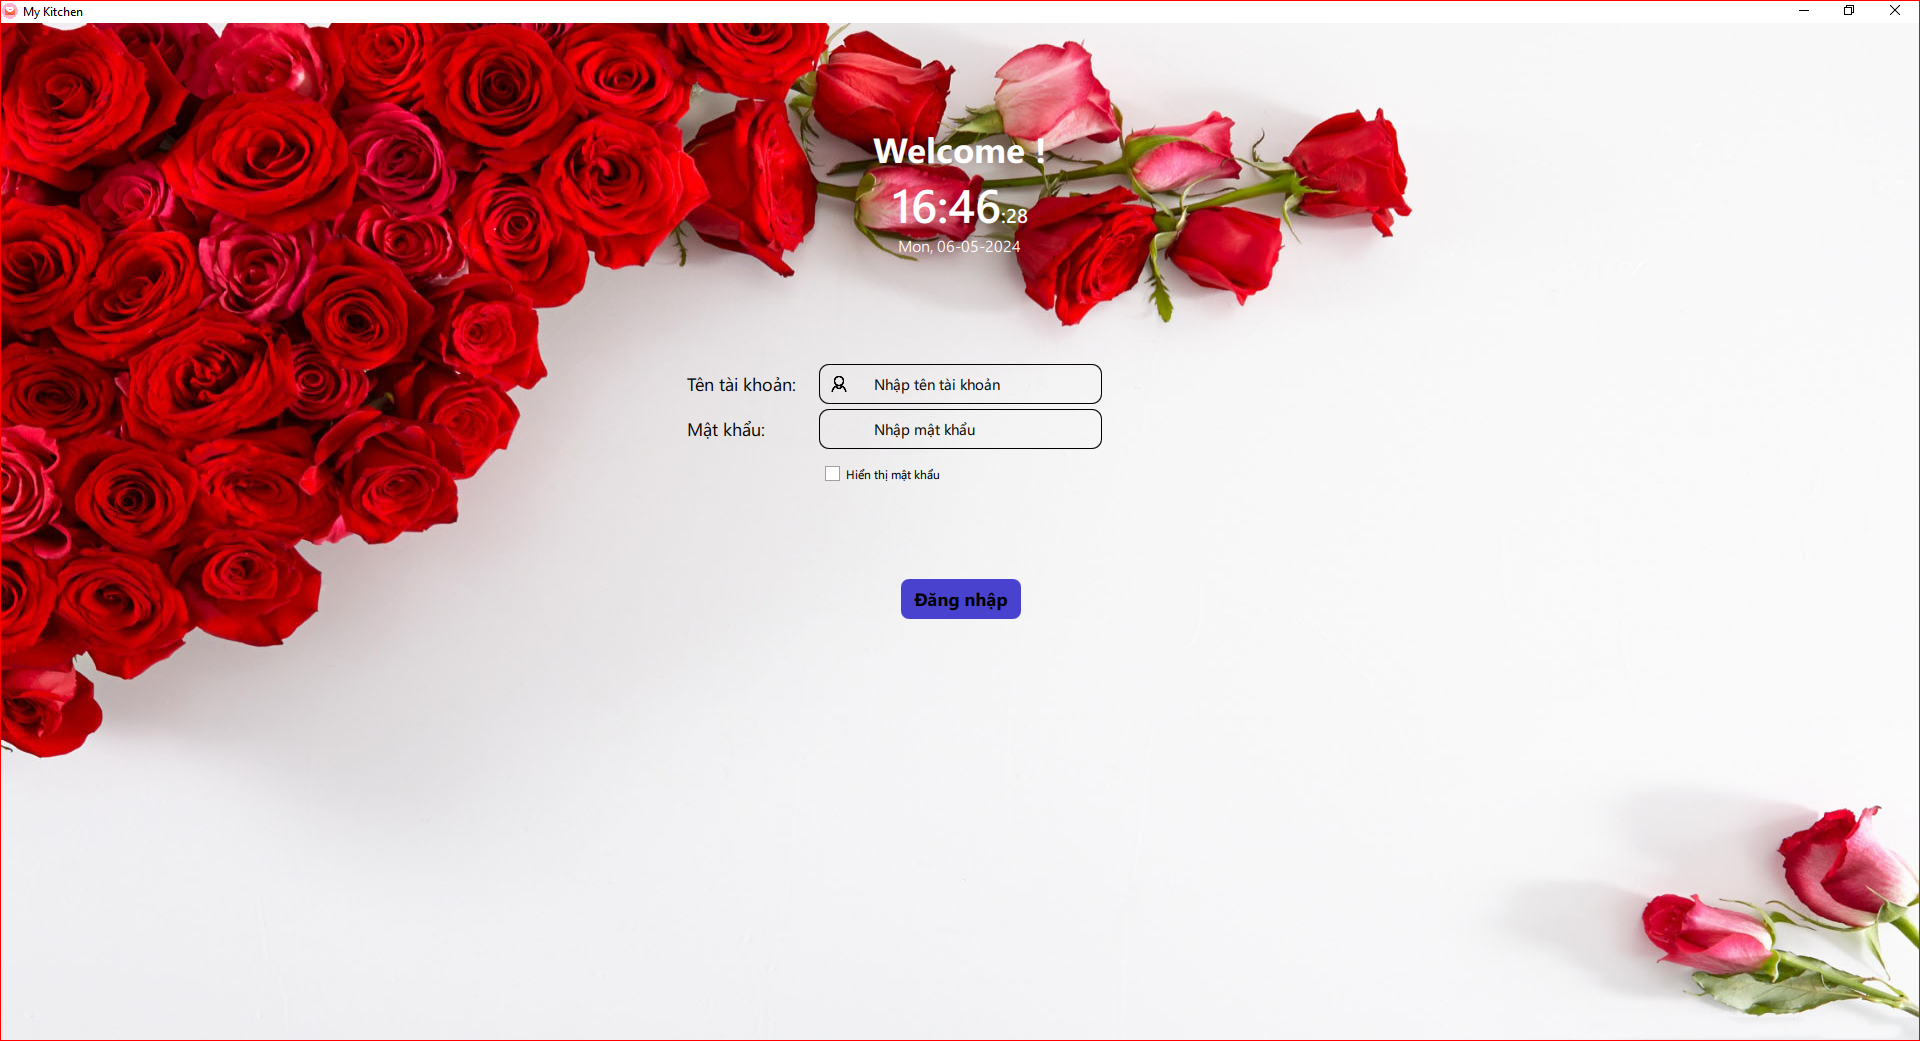 My Kitchen
Welcome !
16:46:28
Mon, 06-05-2024
Tên tài khoản: Nhập tên tài khoản
Mật khẩu: Nhập mật khẩu
Hiển thị mật khẩu
Đăng nhập